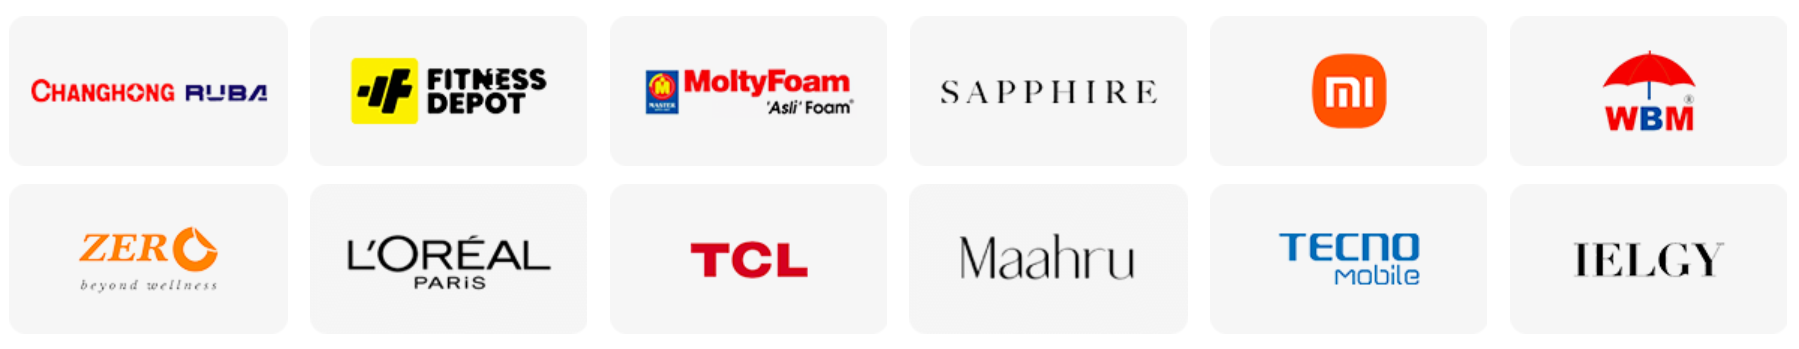 CHANGHONG RUBA
FITNESS
DEPOT
MASTER
MoltyFoam
'Asli' Foam®
SAPPHIRE
mi
WBM®
ZERO
beyond wellness
L'ORÉAL
PARiS
TCL
Maahru
TECNO
mobile
IELGY